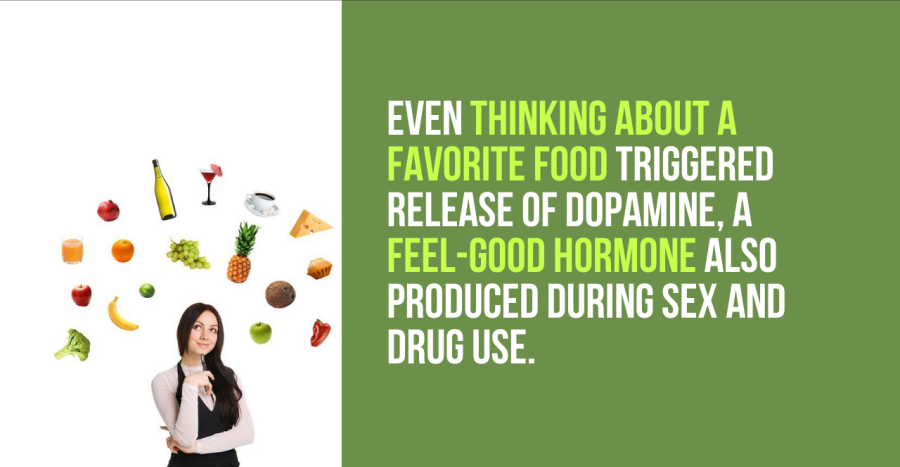 EVEN THINKING ABOUT A
FAVORITE FOOD TRIGGERED
RELEASE OF DOPAMINE, A
FEEL-GOOD HORMONE ALSO
PRODUCED DURING SEX AND
DRUG USE.